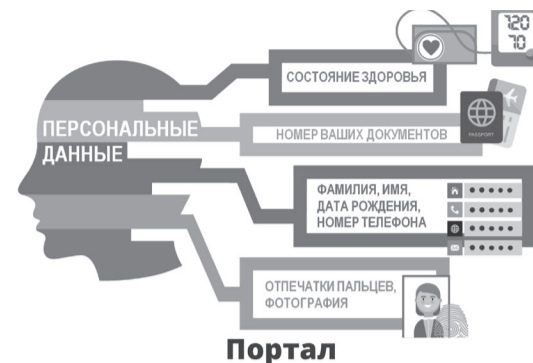 720
70
СОСТОЯНИЕ ЗДОРОВЬЯ
ПЕРСОНАЛЬНЫЕ
ДАННЫЕ
НОМЕР ВАШИХ ДОКУМЕНТОВ
PASSPORT
ФАМИЛИЯ, ИМЯ,
ДАТА РОЖДЕНИЯ,
НОМЕР ТЕЛЕФОНА
ОТПЕЧАТКИ ПАЛЬЦЕВ,
ФОТОГРАФИЯ
Портал